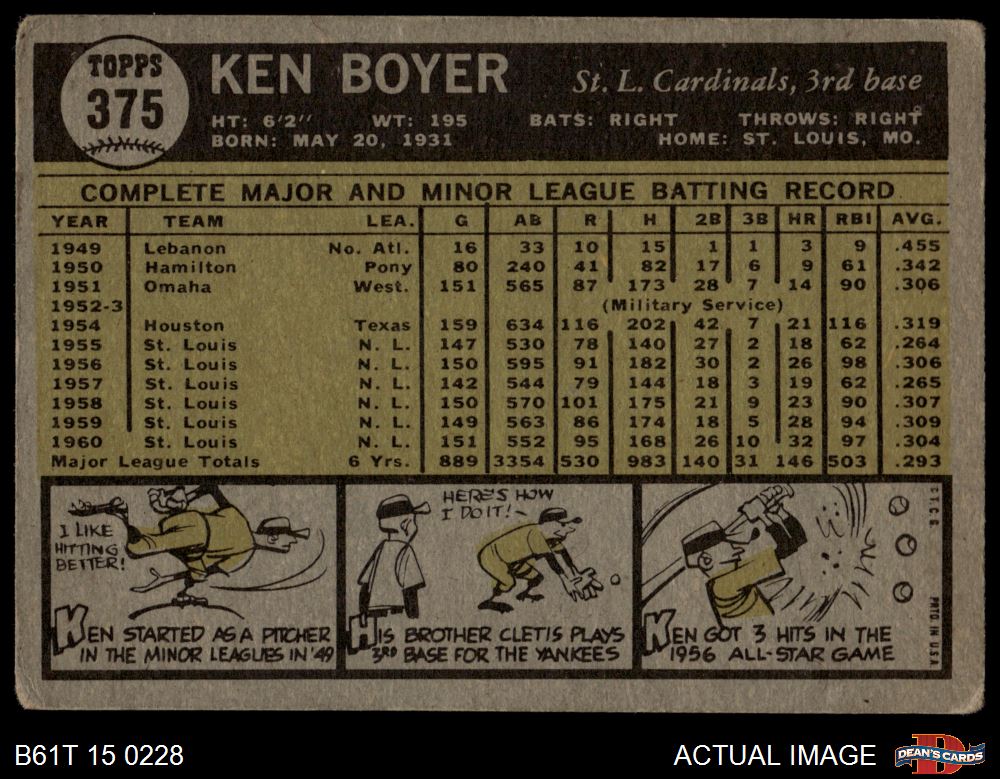 TOPPS
375
KEN BOYER
St. L. Cardinals, 3rd base
HT: 6'2" WT: 195 BATS: RIGHT THROWS: RIGHT
BORN: MAY 20, 1931 HOME: ST. LOUIS, MO.
COMPLETE MAJOR AND MINOR LEAGUE BATTING RECORD
YEAR TEAM LEA. G AB R H 2B 3B HR RBI AVG.
1949 Lebanon No. Atl. 16 33 10 15 1 1 3 9 .455
1950 Hamilton Pony 80 240 41 82 17 6 9 61 .342
1951 Omaha West. 151 565 87 173 28 7 14 90 .306
1952-3 (Military Service)
1954 Houston Texas 159 634 116 202 42 7 21 116 .319
1955 St. Louis N. L. 147 530 78 140 27 2 18 62 .264
1956 St. Louis N. L. 150 595 91 182 30 2 26 98 .306
1957 St. Louis N. L. 142 544 79 144 18 3 19 62 .265
1958 St. Louis N. L. 150 570 101 175 21 9 23 90 .307
1959 St. Louis N. L. 149 563 86 174 18 5 28 94 .309
1960 St. Louis N. L. 151 552 95 168 26 10 32 97 .304
Major League Totals 6 Yrs. 889 3354 530 983 140 31 146 503 .293
I LIKE
HITTING
BETTER!
KEN STARTED AS A PITCHER
IN THE MINOR LEAGUES IN '49
HERE'S HOW
I DO IT!
HIS BROTHER CLETIS PLAYS
3RD BASE FOR THE YANKEES
KEN GOT 3 HITS IN THE
1956 ALL-STAR GAME
© T.C.G. PRTD. IN U.S.A.
B61T 15 0228
ACTUAL IMAGE
DEAN'S CARDS